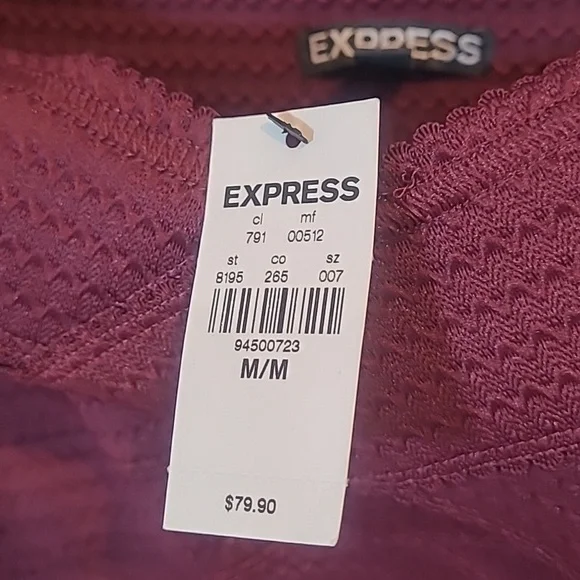 EXPRESS
EXPRESS
cl mf
791 00512
st co sz
8195 265 007
94500723
M/M
$79.90